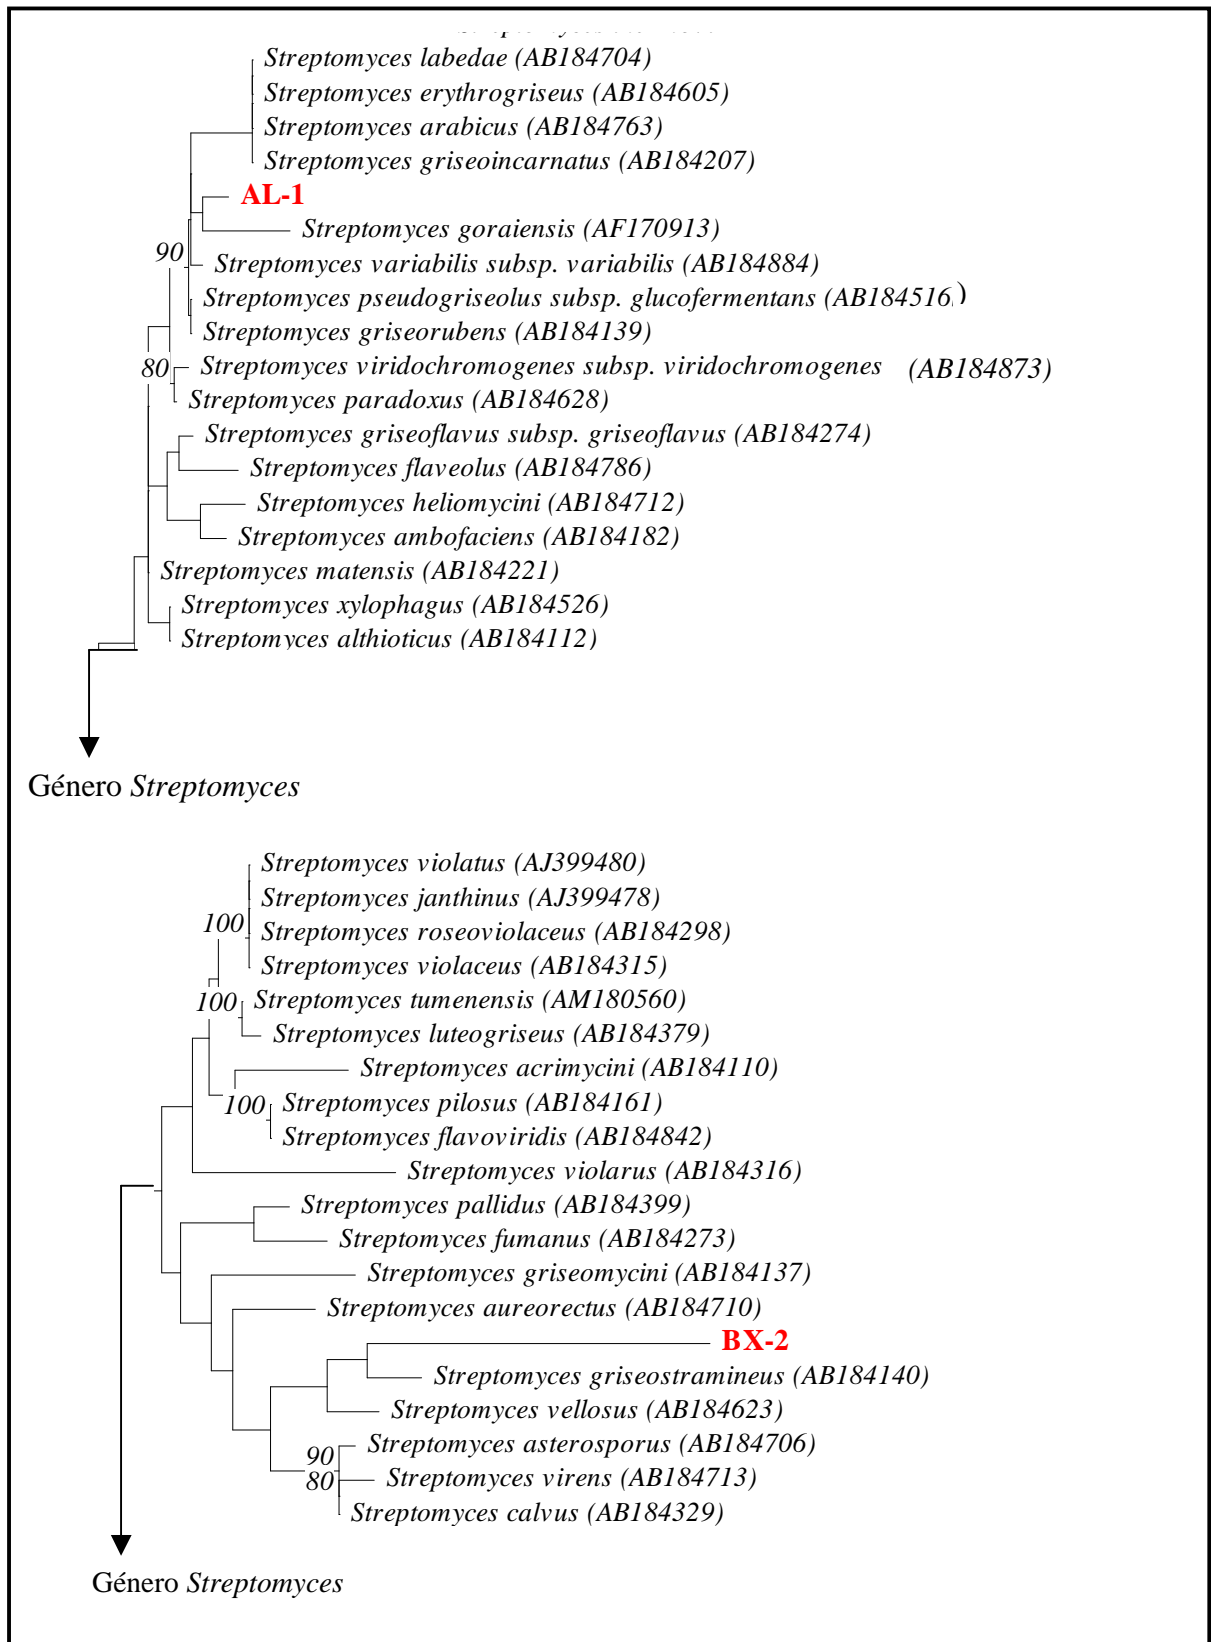 Streptomyces labedae (AB184704)
Streptomyces erythrogriseus (AB184605)
Streptomyces arabicus (AB184763)
Streptomyces griseoincarnatus (AB184207)
AL-1
Streptomyces goraiensis (AF170913)
90
Streptomyces variabilis subsp. variabilis (AB184884)
Streptomyces pseudogriseolus subsp. glucofermentans (AB184516)
Streptomyces griseorubens (AB184139)
80 Streptomyces viridochromogenes subsp. viridochromogenes (AB184873)
Streptomyces paradoxus (AB184628)
Streptomyces griseoflavus subsp. griseoflavus (AB184274)
Streptomyces flaveolus (AB184786)
Streptomyces heliomycini (AB184712)
Streptomyces ambofaciens (AB184182)
Streptomyces matensis (AB184221)
Streptomyces xylophagus (AB184526)
Streptomyces althioticus (AB184112)
Género Streptomyces
Streptomyces violatus (AJ399480)
Streptomyces janthinus (AJ399478)
100 Streptomyces roseoviolaceus (AB184298)
Streptomyces violaceus (AB184315)
100 Streptomyces tumenensis (AM180560)
Streptomyces luteogriseus (AB184379)
Streptomyces acrimycini (AB184110)
100 Streptomyces pilosus (AB184161)
Streptomyces flavoviridis (AB184842)
Streptomyces violarus (AB184316)
Streptomyces pallidus (AB184399)
Streptomyces fumanus (AB184273)
Streptomyces griseomycini (AB184137)
Streptomyces aureorectus (AB184710)
BX-2
Streptomyces griseostramineus (AB184140)
Streptomyces vellosus (AB184623)
Streptomyces asterosporus (AB184706)
90
80 Streptomyces virens (AB184713)
Streptomyces calvus (AB184329)
Género Streptomyces